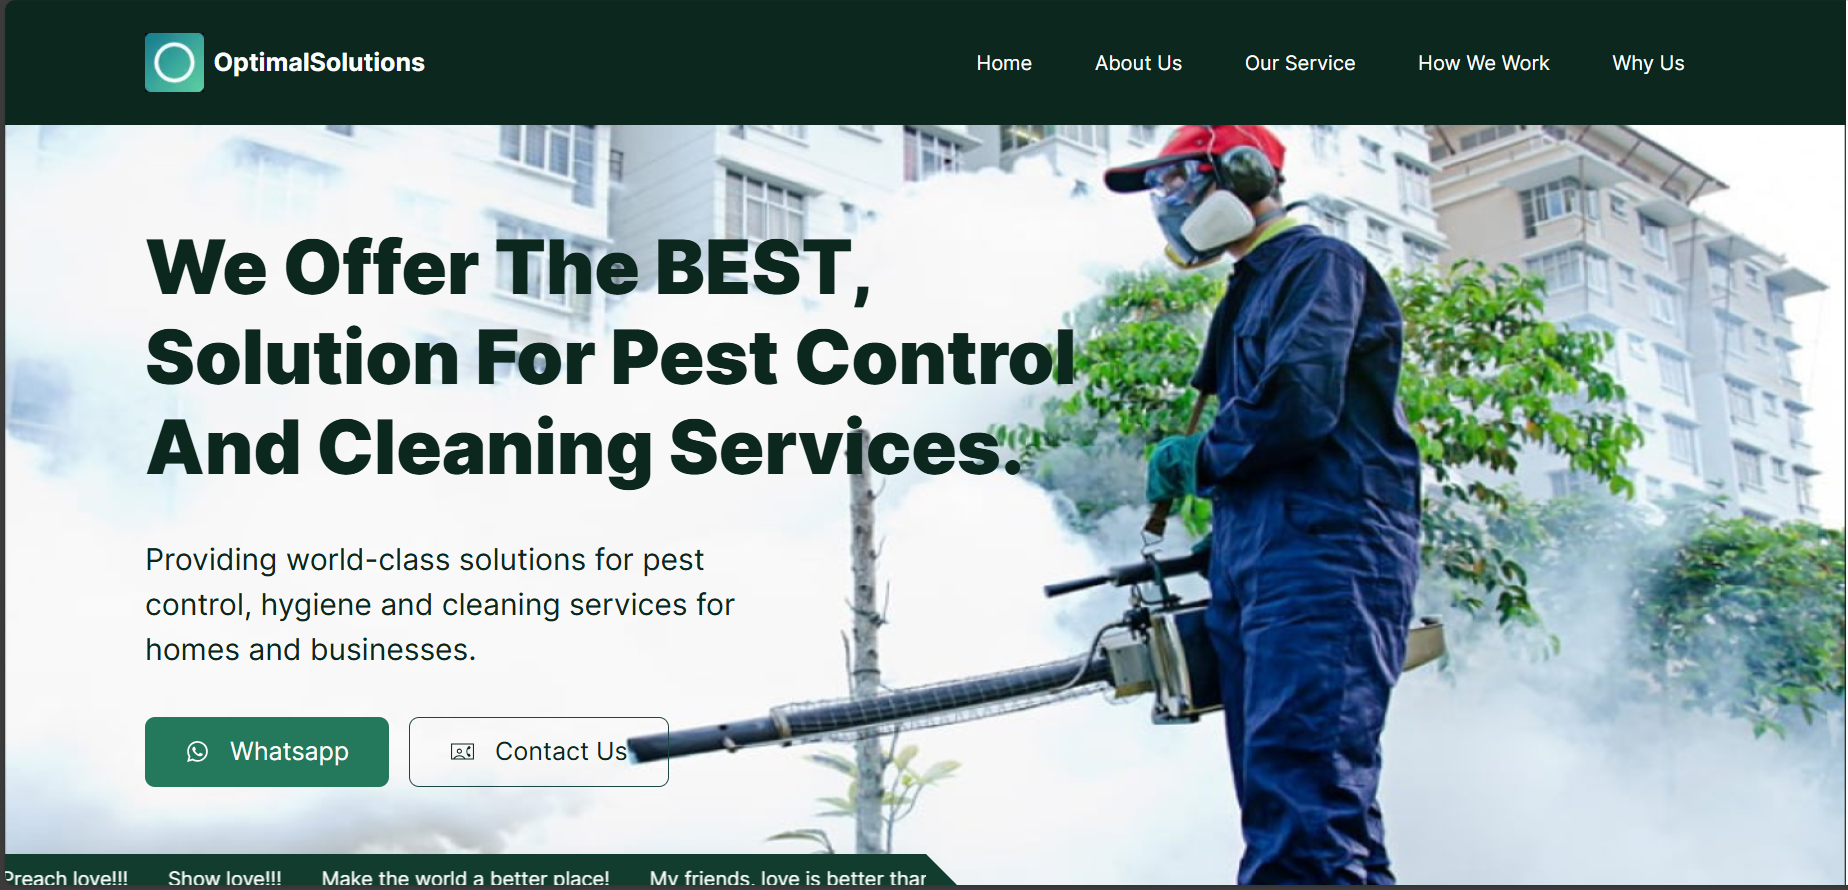 OptimalSolutions
Home About Us Our Service How We Work Why Us
We Offer The BEST,
Solution For Pest Control
And Cleaning Services.
Providing world-class solutions for pest
control, hygiene and cleaning services for
homes and businesses.
Whatsapp Contact Us
Preach love!!! Show love!!! Make the world a better place! My friends, love is better than